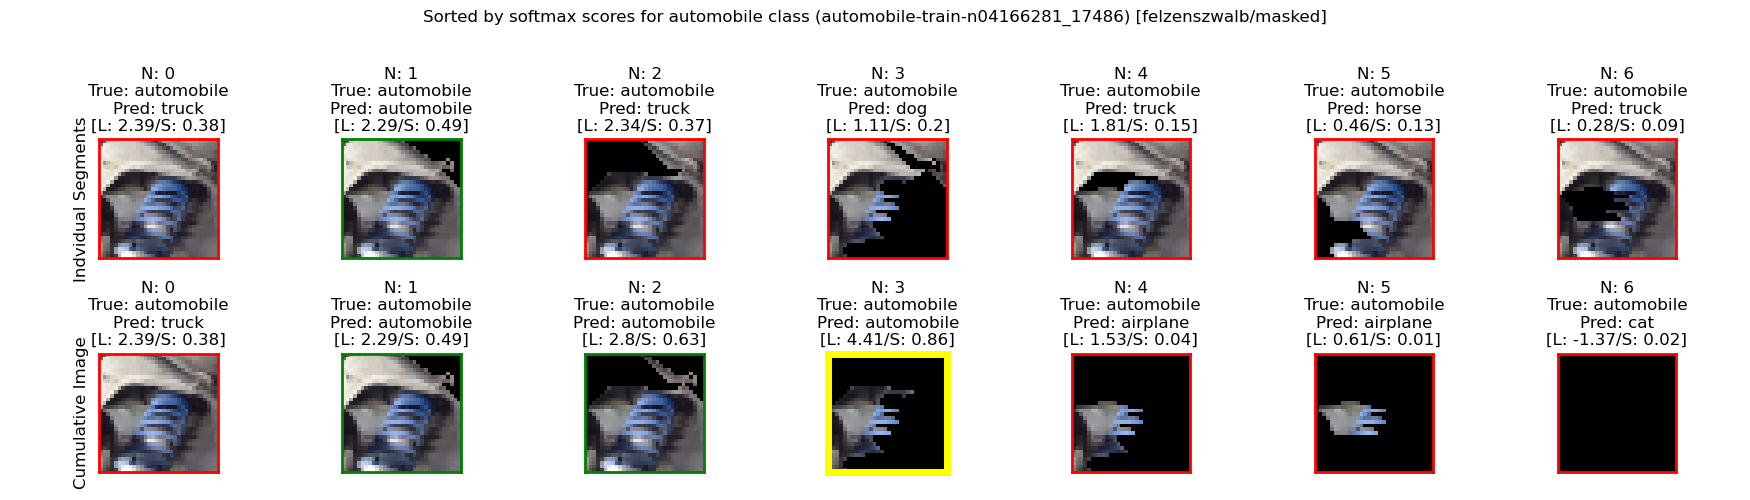 Sorted by softmax scores for automobile class (automobile-train-n04166281_17486) [felzenszwalb/masked]
Indvidual Segments
N: 0
True: automobile
Pred: truck
[L: 2.39/S: 0.38]
N: 1
True: automobile
Pred: automobile
[L: 2.29/S: 0.49]
N: 2
True: automobile
Pred: truck
[L: 2.34/S: 0.37]
N: 3
True: automobile
Pred: dog
[L: 1.11/S: 0.2]
N: 4
True: automobile
Pred: truck
[L: 1.81/S: 0.15]
N: 5
True: automobile
Pred: horse
[L: 0.46/S: 0.13]
N: 6
True: automobile
Pred: truck
[L: 0.28/S: 0.09]
Cumulative Image
N: 0
True: automobile
Pred: truck
[L: 2.39/S: 0.38]
N: 1
True: automobile
Pred: automobile
[L: 2.29/S: 0.49]
N: 2
True: automobile
Pred: automobile
[L: 2.8/S: 0.63]
N: 3
True: automobile
Pred: automobile
[L: 4.41/S: 0.86]
N: 4
True: automobile
Pred: airplane
[L: 1.53/S: 0.04]
N: 5
True: automobile
Pred: airplane
[L: 0.61/S: 0.01]
N: 6
True: automobile
Pred: cat
[L: -1.37/S: 0.02]